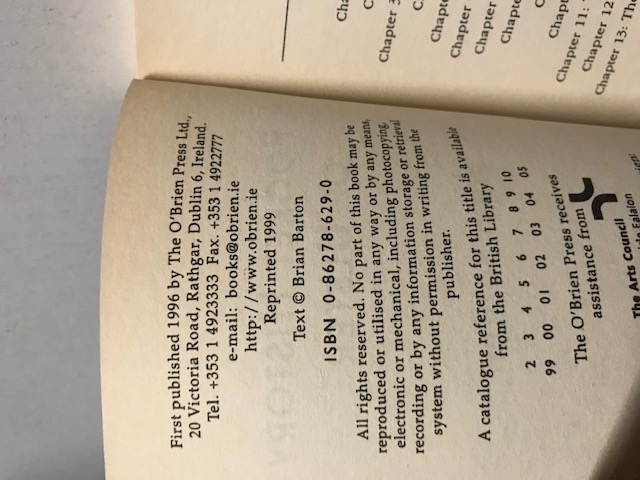 First published 1996 by The O'Brien Press Ltd.,
20 Victoria Road, Rathgar, Dublin 6, Ireland.
Tel. +353 1 4923333 Fax. +353 1 4922777
e-mail: books@obrien.ie
http://www.obrien.ie
Reprinted 1999
Text © Brian Barton
ISBN 0-86278-629-0
All rights reserved. No part of this book may be
reproduced or utilised in any way or by any means,
electronic or mechanical, including photocopying,
recording or by any information storage or retrieval
system without permission in writing from the
publisher.
A catalogue reference for this title is available
from the British Library
2 3 4 5 6 7 8 9 10
99 00 01 02 03 04 05
The O'Brien Press receives
assistance from
The Arts Council
Chapter 3
Chapter
Chapter
Chapter 11:
Chapter 12
Chapter 13: The